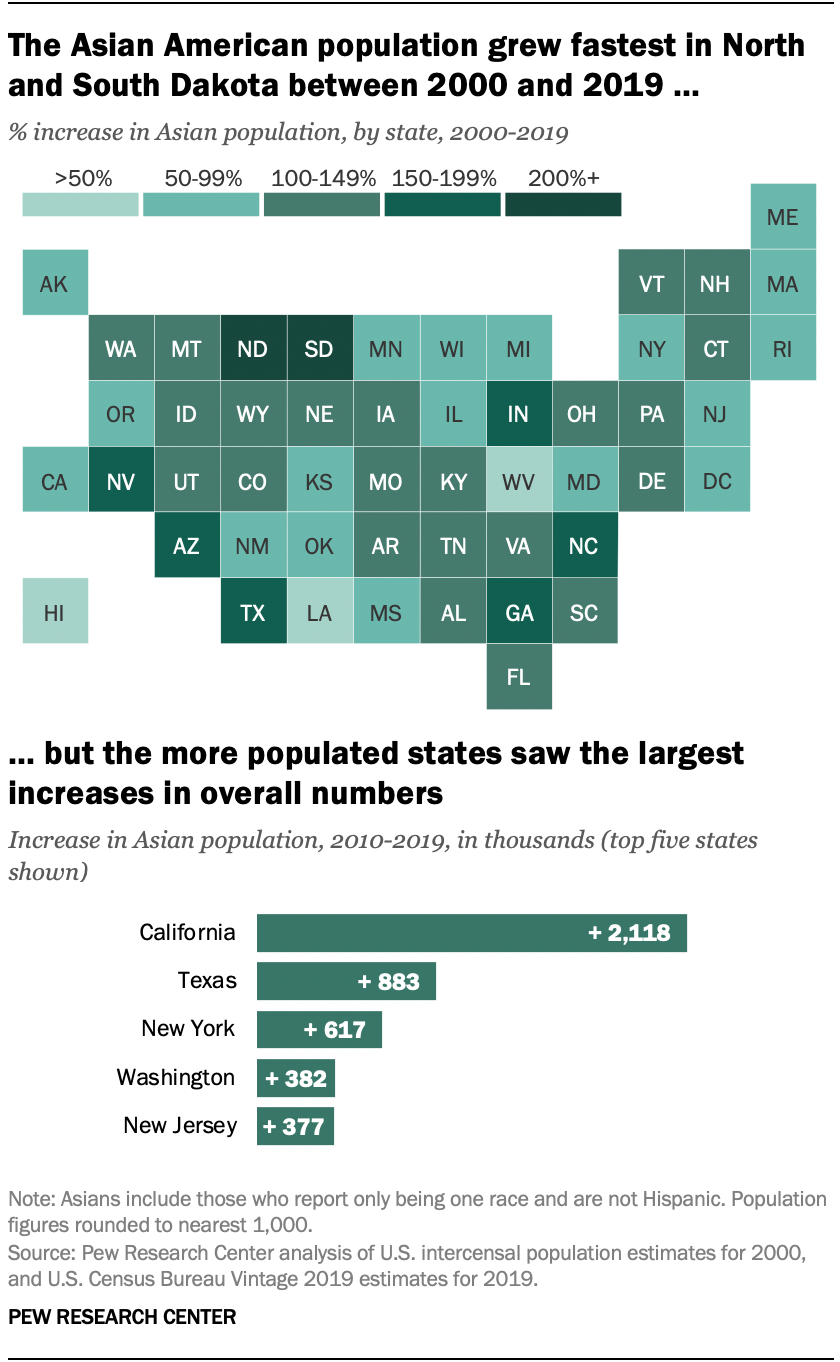 The Asian American population grew fastest in North
and South Dakota between 2000 and 2019 ...
% increase in Asian population, by state, 2000-2019
>50% 50-99% 100-149% 150-199% 200%+
ME
AK VT NH MA
WA MT ND SD MN WI MI NY CT RI
OR ID WY NE IA IL IN OH PA NJ
CA NV UT CO KS MO KY WV MD DE DC
AZ NM OK AR TN VA NC
HI TX LA MS AL GA SC
FL
... but the more populated states saw the largest
increases in overall numbers
Increase in Asian population, 2010-2019, in thousands (top five states
shown)
California + 2,118
Texas + 883
New York + 617
Washington + 382
New Jersey + 377
Note: Asians include those who report only being one race and are not Hispanic. Population
figures rounded to nearest 1,000.
Source: Pew Research Center analysis of U.S. intercensal population estimates for 2000,
and U.S. Census Bureau Vintage 2019 estimates for 2019.
PEW RESEARCH CENTER